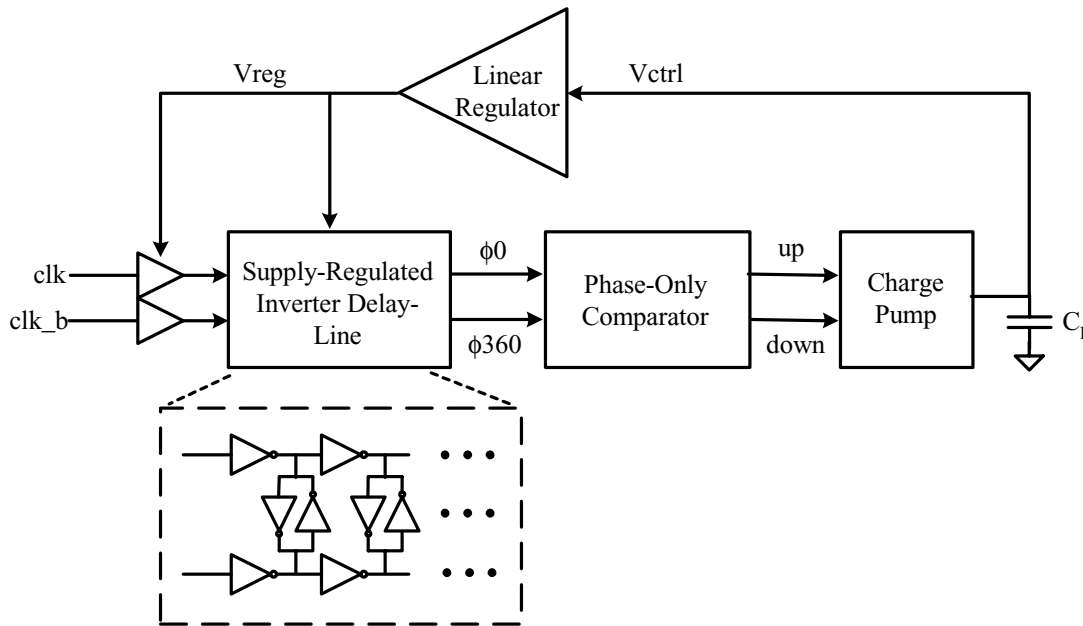 Vreg
Linear
Regulator
Vctrl
clk
clk_b
Supply-Regulated
Inverter Delay-
Line
ϕ0
ϕ360
Phase-Only
Comparator
up
down
Charge
Pump